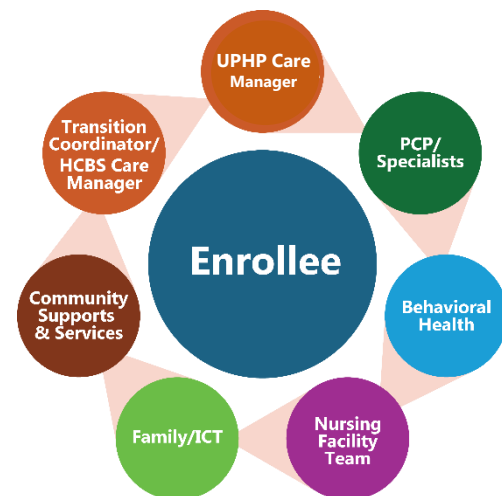 UPHP Care
Manager
PCP/
Specialists
Behavioral
Health
Nursing
Facility
Team
Family/ICT
Community
Supports
& Services
Transition
Coordinator/
HCBS Care
Manager
Enrollee